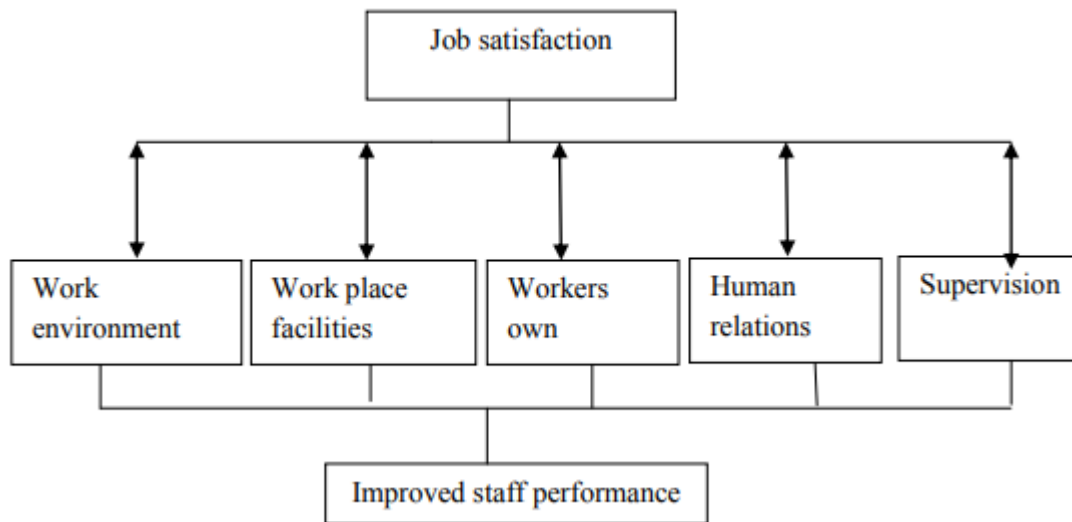 Job satisfaction
Work
environment
Work place
facilities
Workers
own
Human
relations
Supervision
Improved staff performance